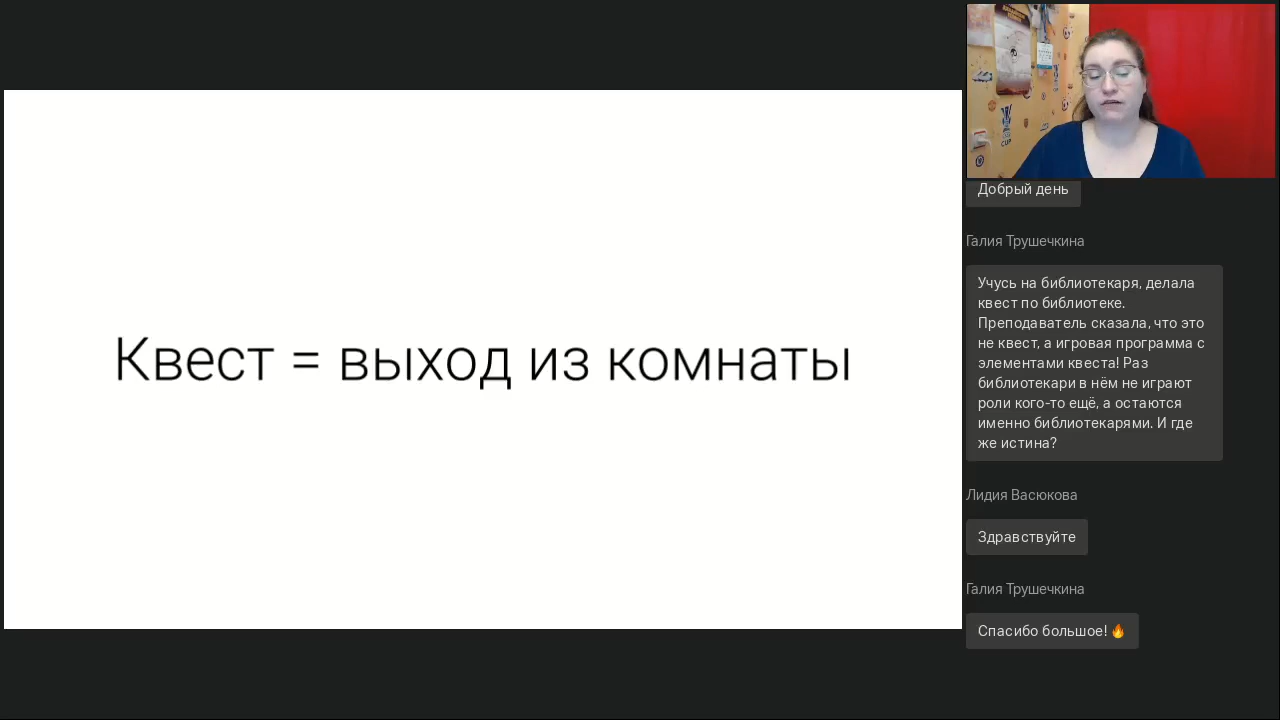 Квест = выход из комнаты
CUP
Добрый день
Галия Трушечкина
Учусь на библиотекаря, делала
квест по библиотеке.
Преподаватель сказала, что это
не квест, а игровая программа с
элементами квеста! Раз
библиотекари в нём не играют
роли кого-то ещё, а остаются
именно библиотекарями. И где
же истина?
Лидия Васюкова
Здравствуйте
Галия Трушечкина
Спасибо большое! 🔥